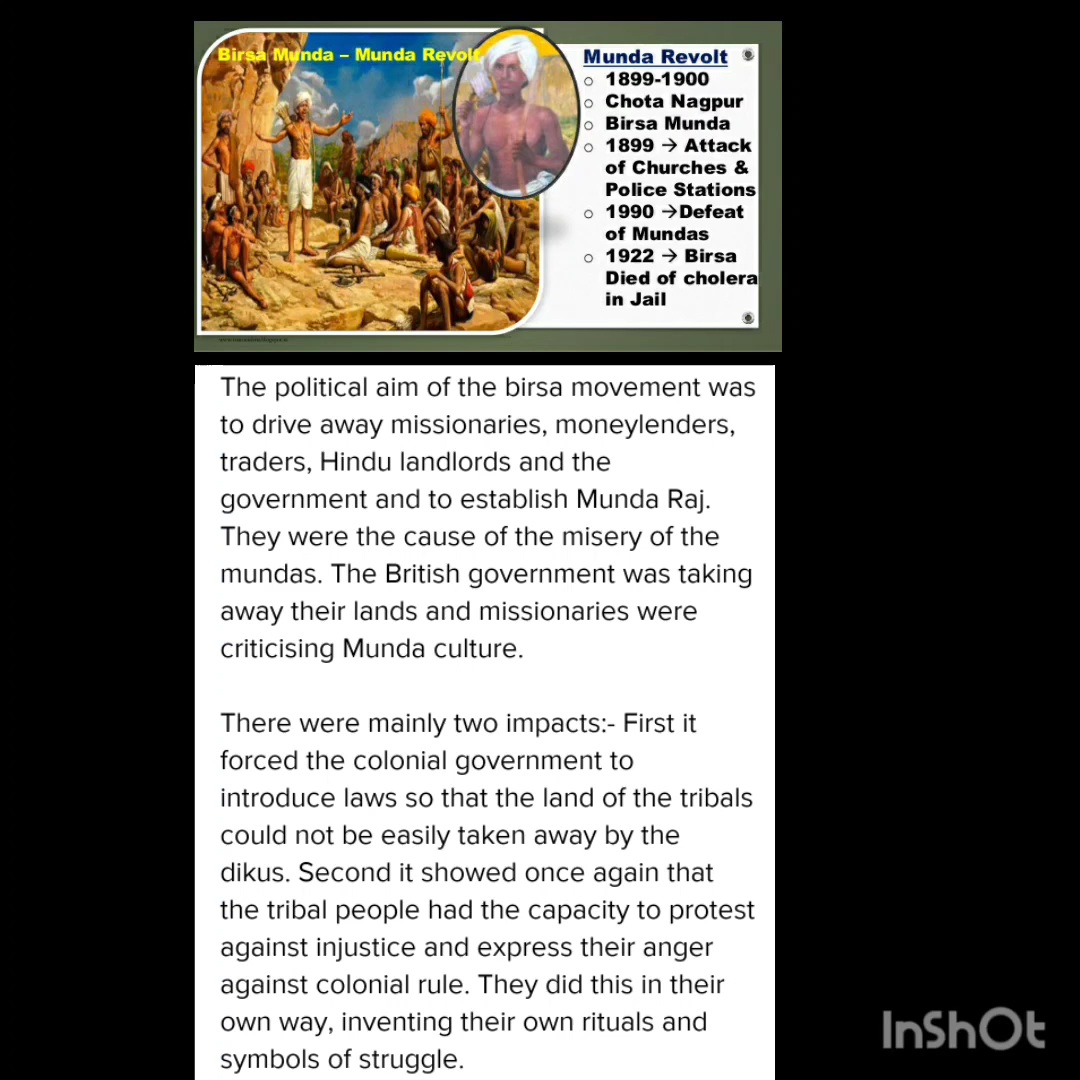 Birsa Munda – Munda Revolt
Munda Revolt
○ 1899-1900
○ Chota Nagpur
○ Birsa Munda
○ 1899 → Attack
of Churches &
Police Stations
○ 1990 →Defeat
of Mundas
○ 1922 → Birsa
Died of cholera
in Jail
The political aim of the birsa movement was
to drive away missionaries, moneylenders,
traders, Hindu landlords and the
government and to establish Munda Raj.
They were the cause of the misery of the
mundas. The British government was taking
away their lands and missionaries were
criticising Munda culture.
There were mainly two impacts:- First it
forced the colonial government to
introduce laws so that the land of the tribals
could not be easily taken away by the
dikus. Second it showed once again that
the tribal people had the capacity to protest
against injustice and express their anger
against colonial rule. They did this in their
own way, inventing their own rituals and
symbols of struggle.
InShOt